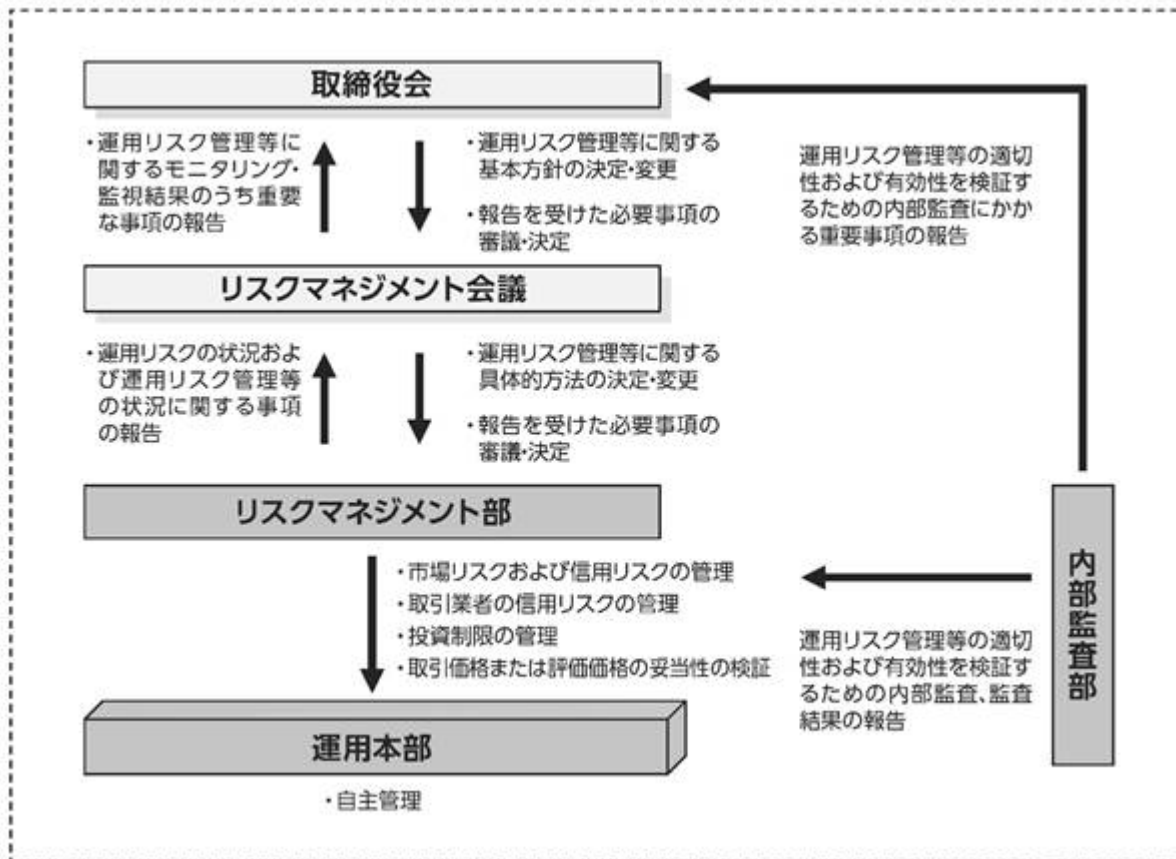 取締役会
・運用リスク管理等に
関するモニタリング・
監視結果のうち重要
な事項の報告
・運用リスク管理等に関する
基本方針の決定・変更
・報告を受けた必要事項の
審議・決定
運用リスク管理等の適切
性および有効性を検証す
るための内部監査にかか
る重要事項の報告
リスクマネジメント会議
・運用リスクの状況およ
び運用リスク管理等
の状況に関する事項
の報告
・運用リスク管理等に関する
具体的方法の決定・変更
・報告を受けた必要事項の
審議・決定
リスクマネジメント部
・市場リスクおよび信用リスクの管理
・取引業者の信用リスクの管理
・投資制限の管理
・取引価格または評価価格の妥当性の検証
運用リスク管理等の適切
性および有効性を検証す
るための内部監査、監査
結果の報告
内部監査部
運用本部
・自主管理